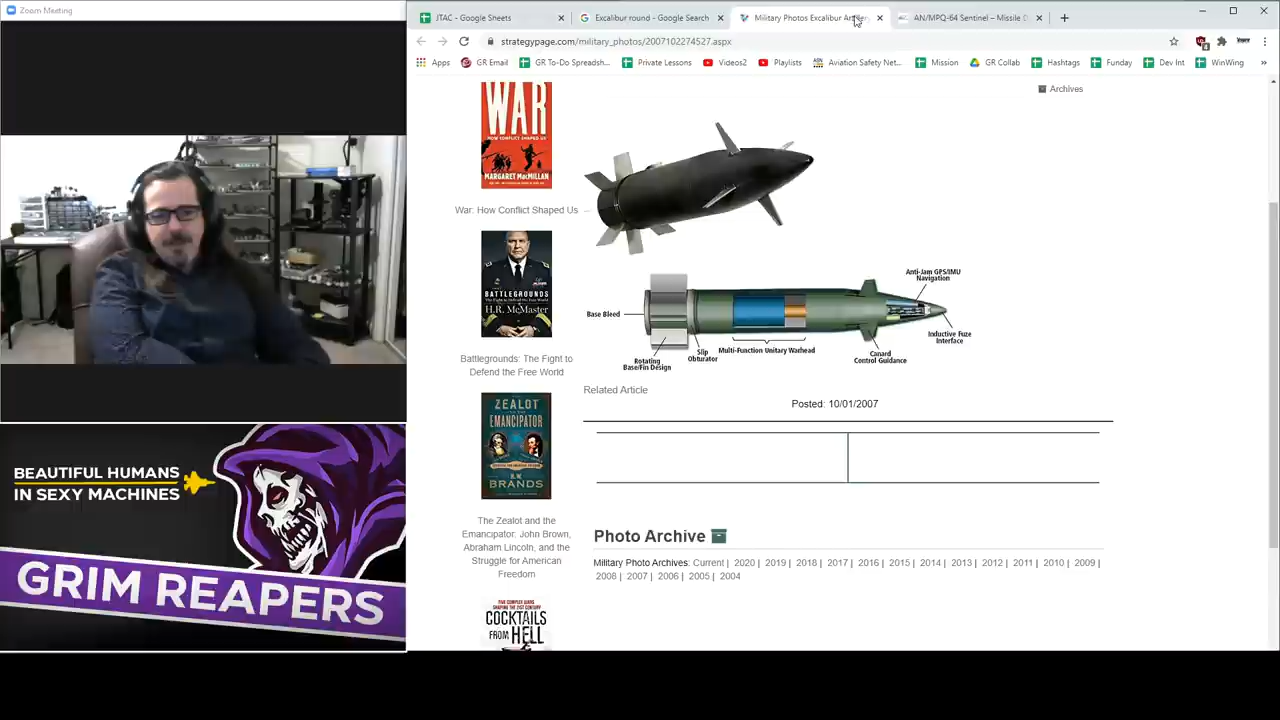 Zoom Meeting
JTAC - Google Sheets
Excalibur round - Google Search
Military Photos Excalibur Artillery
AN/MPQ-64 Sentinel – Missile D
strategypage.com/military_photos/2007102274527.aspx
Apps
GR Email
GR To-Do Spreadsh...
Private Lessons
Videos2
Playlists
Aviation Safety Net...
Mission
GR Collab
Hashtags
Funday
Dev Int
WinWing
»
Archives
WAR
HOW CONFLICT SHAPED US
MARGARET MACMILLAN
War: How Conflict Shaped Us
BATTLEGROUNDS
H.R. McMASTER
Battlegrounds: The Fight to
Defend the Free World
THE
ZEALOT
AND THE
EMANCIPATOR
H.W.
BRANDS
The Zealot and the
Emancipator: John Brown,
Abraham Lincoln, and the
Struggle for American
Freedom
COCKTAILS
FROM HELL
Anti-Jam GPS/IMU
Navigation
Base Bleed
Inductive Fuze
Interface
Rotating
Base/Fin Design
Slip
Obturator
Multi-Function Unitary Warhead
Canard
Control Guidance
Related Article
Posted: 10/01/2007
Photo Archive
Military Photo Archives: Current | 2020 | 2019 | 2018 | 2017 | 2016 | 2015 | 2014 | 2013 | 2012 | 2011 | 2010 | 2009 |
2008 | 2007 | 2006 | 2005 | 2004
BEAUTIFUL HUMANS
IN SEXY MACHINES
GRIM REAPERS